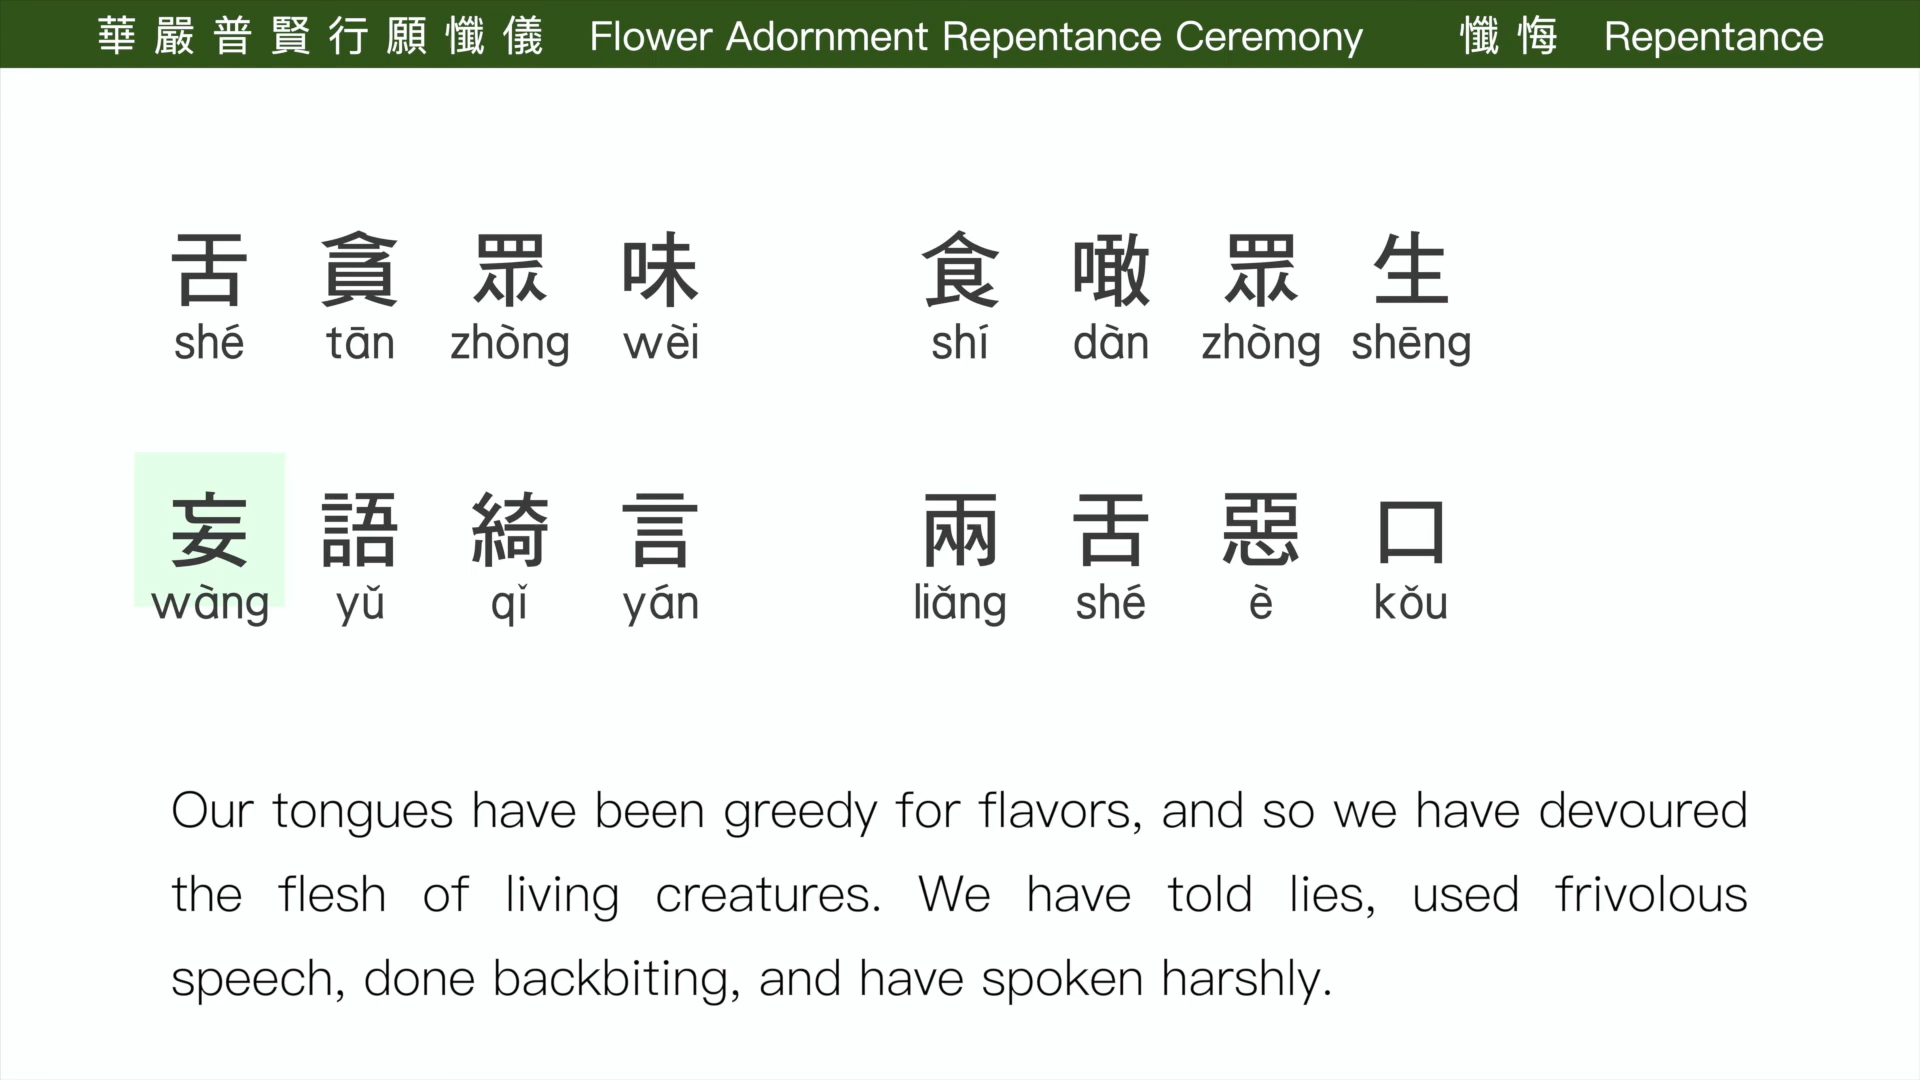 華嚴普賢行願懺儀 Flower Adornment Repentance Ceremony 懺悔 Repentance
舌貪眾味 食噉眾生
shé tān zhòng wèi shí dàn zhòng shēng
妄語綺言 兩舌惡口
wàng yǔ qǐ yán liǎng shé è kǒu
Our tongues have been greedy for flavors, and so we have devoured
the flesh of living creatures. We have told lies, used frivolous
speech, done backbiting, and have spoken harshly.